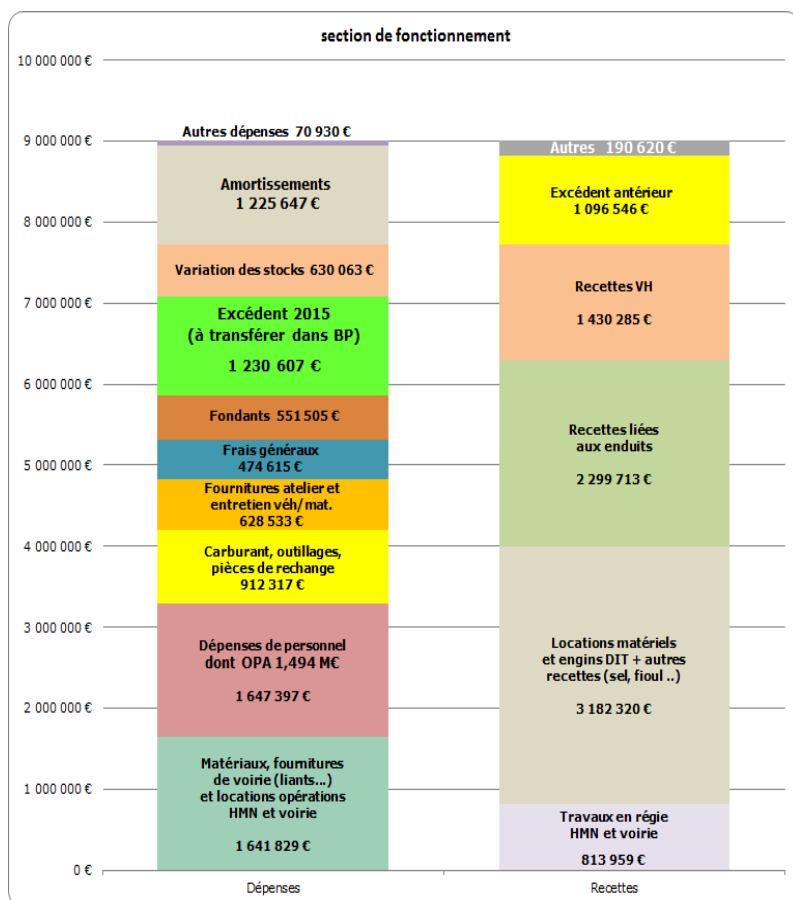 section de fonctionnement
10 000 000 €
9 000 000 €
8 000 000 €
7 000 000 €
6 000 000 €
5 000 000 €
4 000 000 €
3 000 000 €
2 000 000 €
1 000 000 €
0 €
Autres dépenses 70 930 €
Amortissements
1 225 647 €
Variation des stocks 630 063 €
Excédent 2015
(à transférer dans BP)
1 230 607 €
Fondants 551 505 €
Frais généraux
474 615 €
Fournitures atelier et
entretien véh/mat.
628 533 €
Carburant, outillages,
pièces de rechange
912 317 €
Dépenses de personnel
dont OPA 1,494 M€
1 647 397 €
Matériaux, fournitures
de voirie (liants...)
et locations opérations
HMN et voirie
1 641 829 €
Dépenses
Autres 190 620 €
Excédent antérieur
1 096 546 €
Recettes VH
1 430 285 €
Recettes liées
aux enduits
2 299 713 €
Locations matériels
et engins DIT + autres
recettes (sel, fioul ..)
3 182 320 €
Travaux en régie
HMN et voirie
813 959 €
Recettes